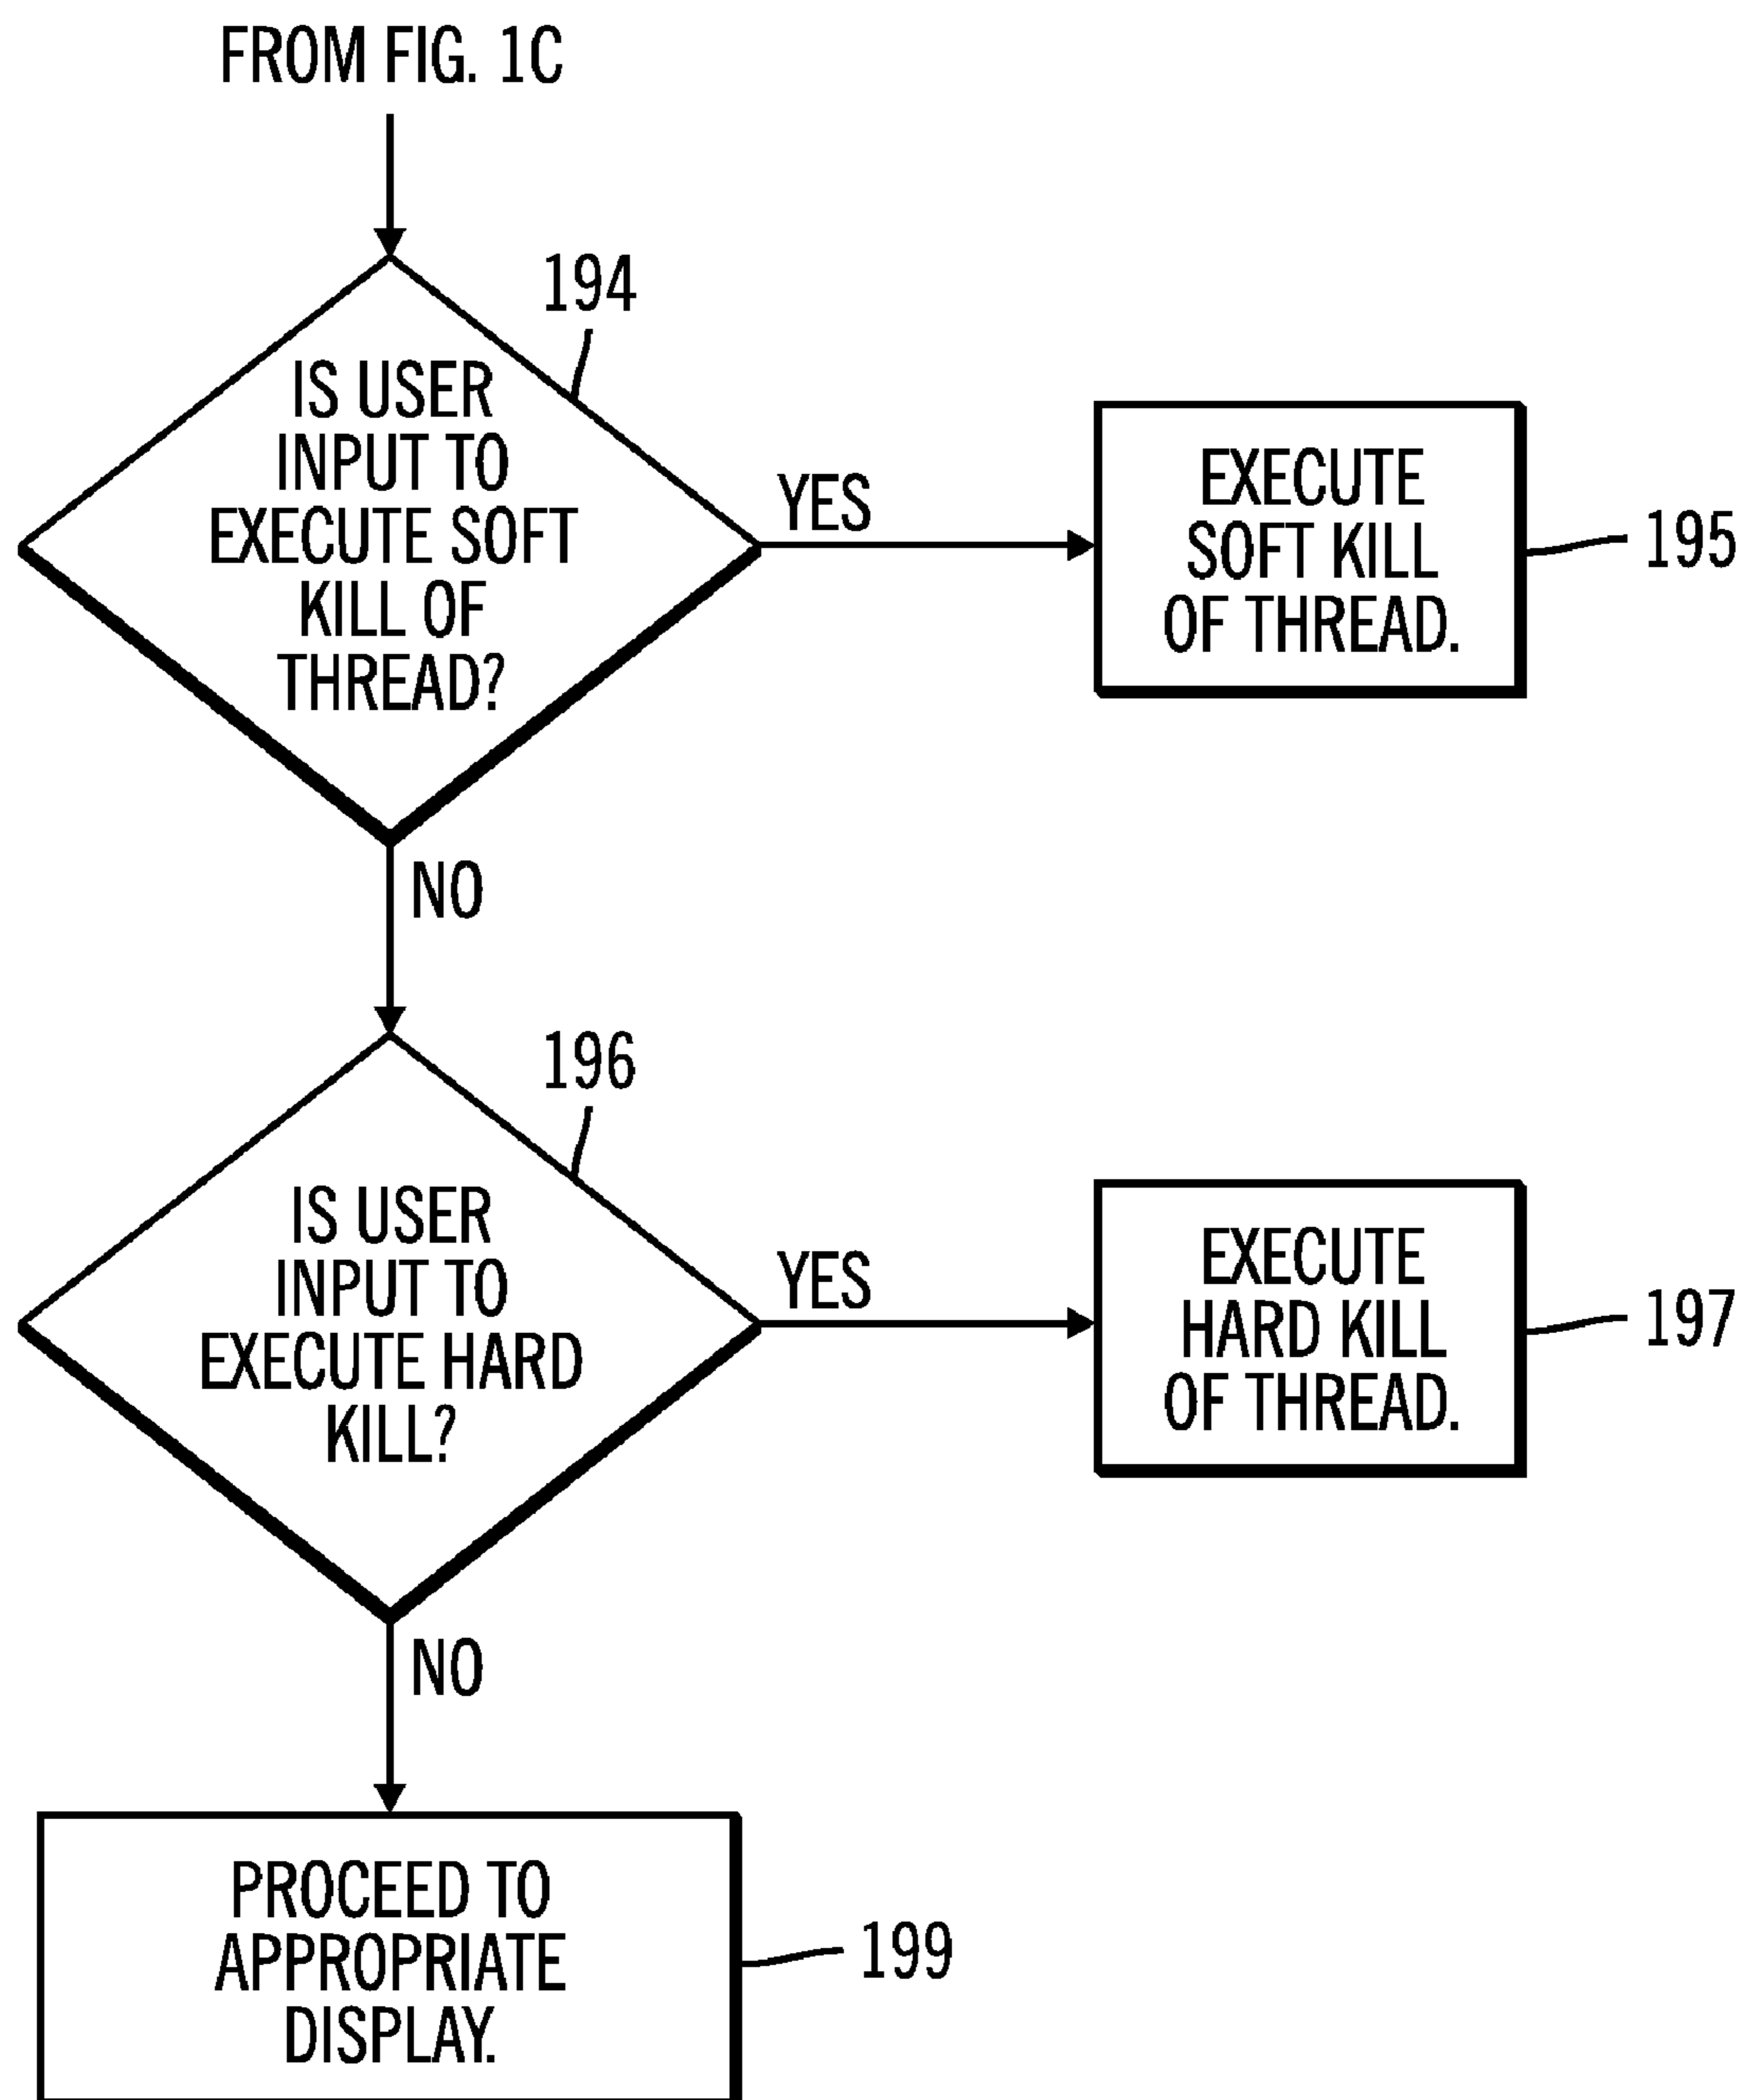 FROM FIG. 1C
194
IS USER
INPUT TO
EXECUTE SOFT
KILL OF
THREAD?
YES
EXECUTE
SOFT KILL
OF THREAD.
195
NO
196
IS USER
INPUT TO
EXECUTE HARD
KILL?
YES
EXECUTE
HARD KILL
OF THREAD.
197
NO
PROCEED TO
APPROPRIATE
DISPLAY.
199